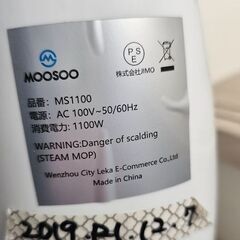 MOOSOO
PSE
株式会社JIMO
品番: MS1100
電源: AC 100V~50/60Hz
消費電力: 1100W
WARNING:Danger of scalding
(STEAM MOP)
Wenzhou City Leka E-Commerce Co.,Ltd
Made in China
2019.
12.7